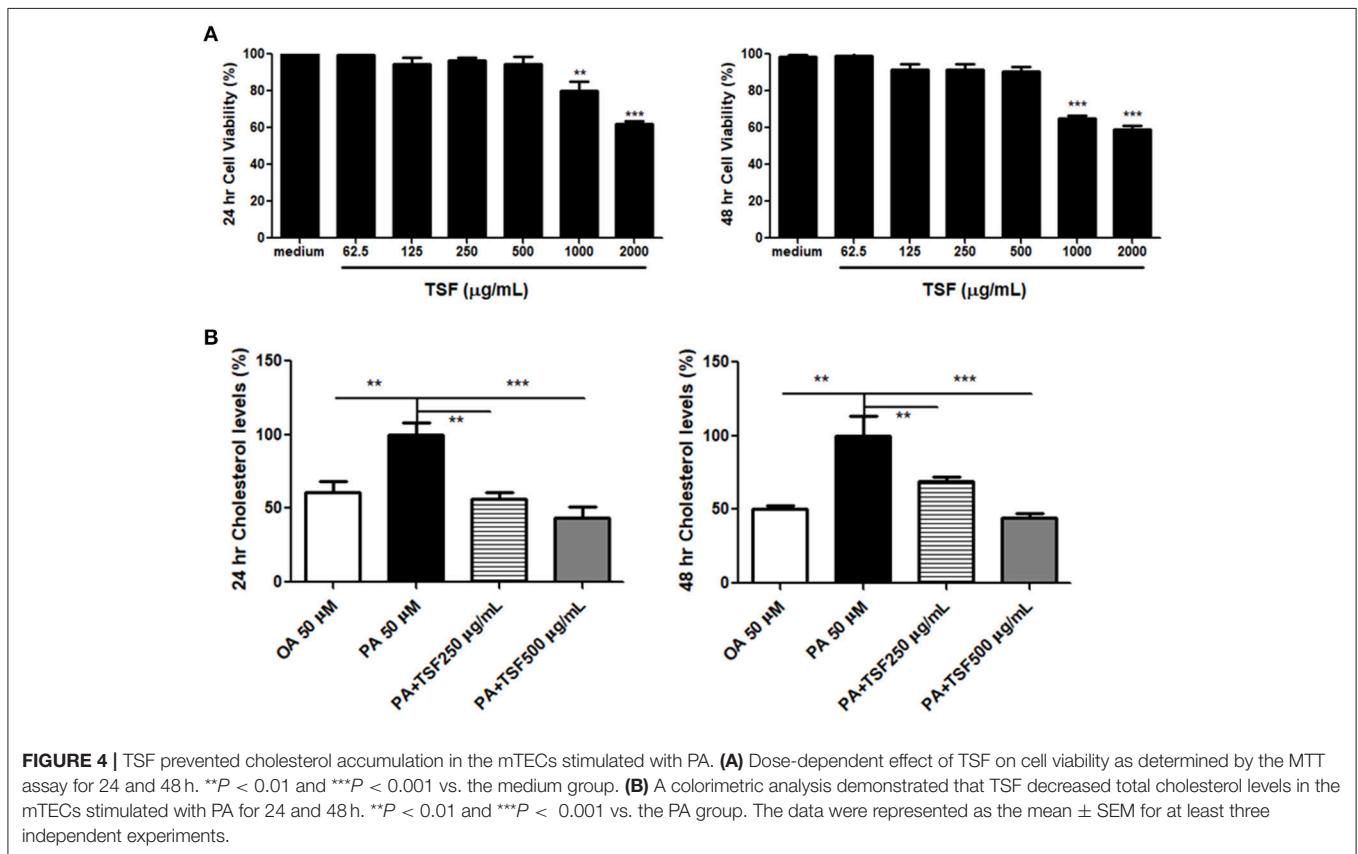 A
24 hr Cell Viability (%)
100
80
60
40
20
0
**
***
medium 62.5 125 250 500 1000 2000
TSF (μg/mL)
48 hr Cell Viability (%)
100
80
60
40
20
0
***
***
medium 62.5 125 250 500 1000 2000
TSF (μg/mL)
B
24 hr Cholesterol levels (%)
150
100
50
0
**
***
**
OA 50 μM
PA 50 μM
PA+TSF250 μg/mL
PA+TSF500 μg/mL
48 hr Cholesterol levels (%)
150
100
50
0
**
***
**
OA 50 μM
PA 50 μM
PA+TSF250 μg/mL
PA+TSF500 μg/mL
FIGURE 4 | TSF prevented cholesterol accumulation in the mTECs stimulated with PA. (A) Dose-dependent effect of TSF on cell viability as determined by the MTT
assay for 24 and 48 h. **P < 0.01 and ***P < 0.001 vs. the medium group. (B) A colorimetric analysis demonstrated that TSF decreased total cholesterol levels in the
mTECs stimulated with PA for 24 and 48 h. **P < 0.01 and ***P < 0.001 vs. the PA group. The data were represented as the mean ± SEM for at least three
independent experiments.